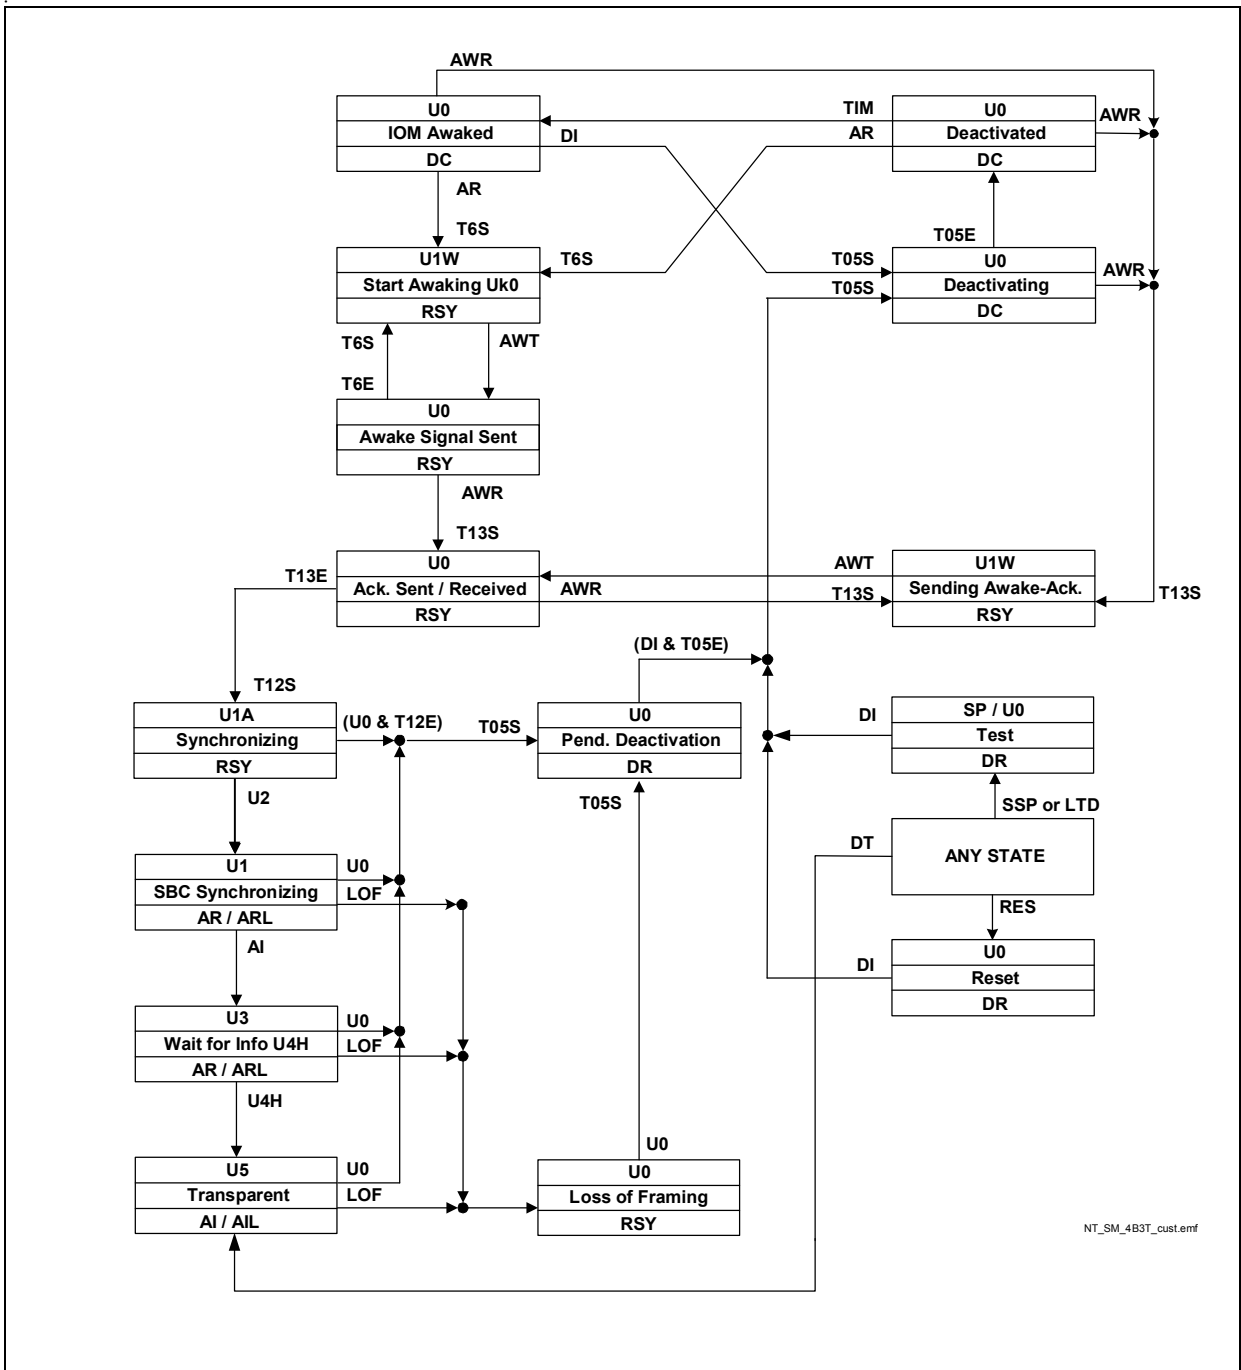 AWR
U0
IOM Awaked
DC
TIM
DI
AR
U0
Deactivated
DC
AWR
AR
T6S
T05E
U1W
Start Awaking Uk0
RSY
T6S
T05S
T05S
U0
Deactivating
DC
AWR
T6S
AWT
T6E
U0
Awake Signal Sent
RSY
AWR
T13S
T13E
U0
Ack. Sent / Received
RSY
AWT
AWR
T13S
U1W
Sending Awake-Ack.
RSY
T13S
(DI & T05E)
T12S
U1A
Synchronizing
RSY
(U0 & T12E)
T05S
U0
Pend. Deactivation
DR
DI
SP / U0
Test
DR
U2
T05S
SSP or LTD
DT
ANY STATE
U1
SBC Synchronizing
AR / ARL
U0
LOF
RES
AI
DI
U0
Reset
DR
U3
Wait for Info U4H
AR / ARL
U0
LOF
U4H
U0
U5
Transparent
AI / AIL
U0
LOF
U0
Loss of Framing
RSY
NT_SM_4B3T_cust.emf